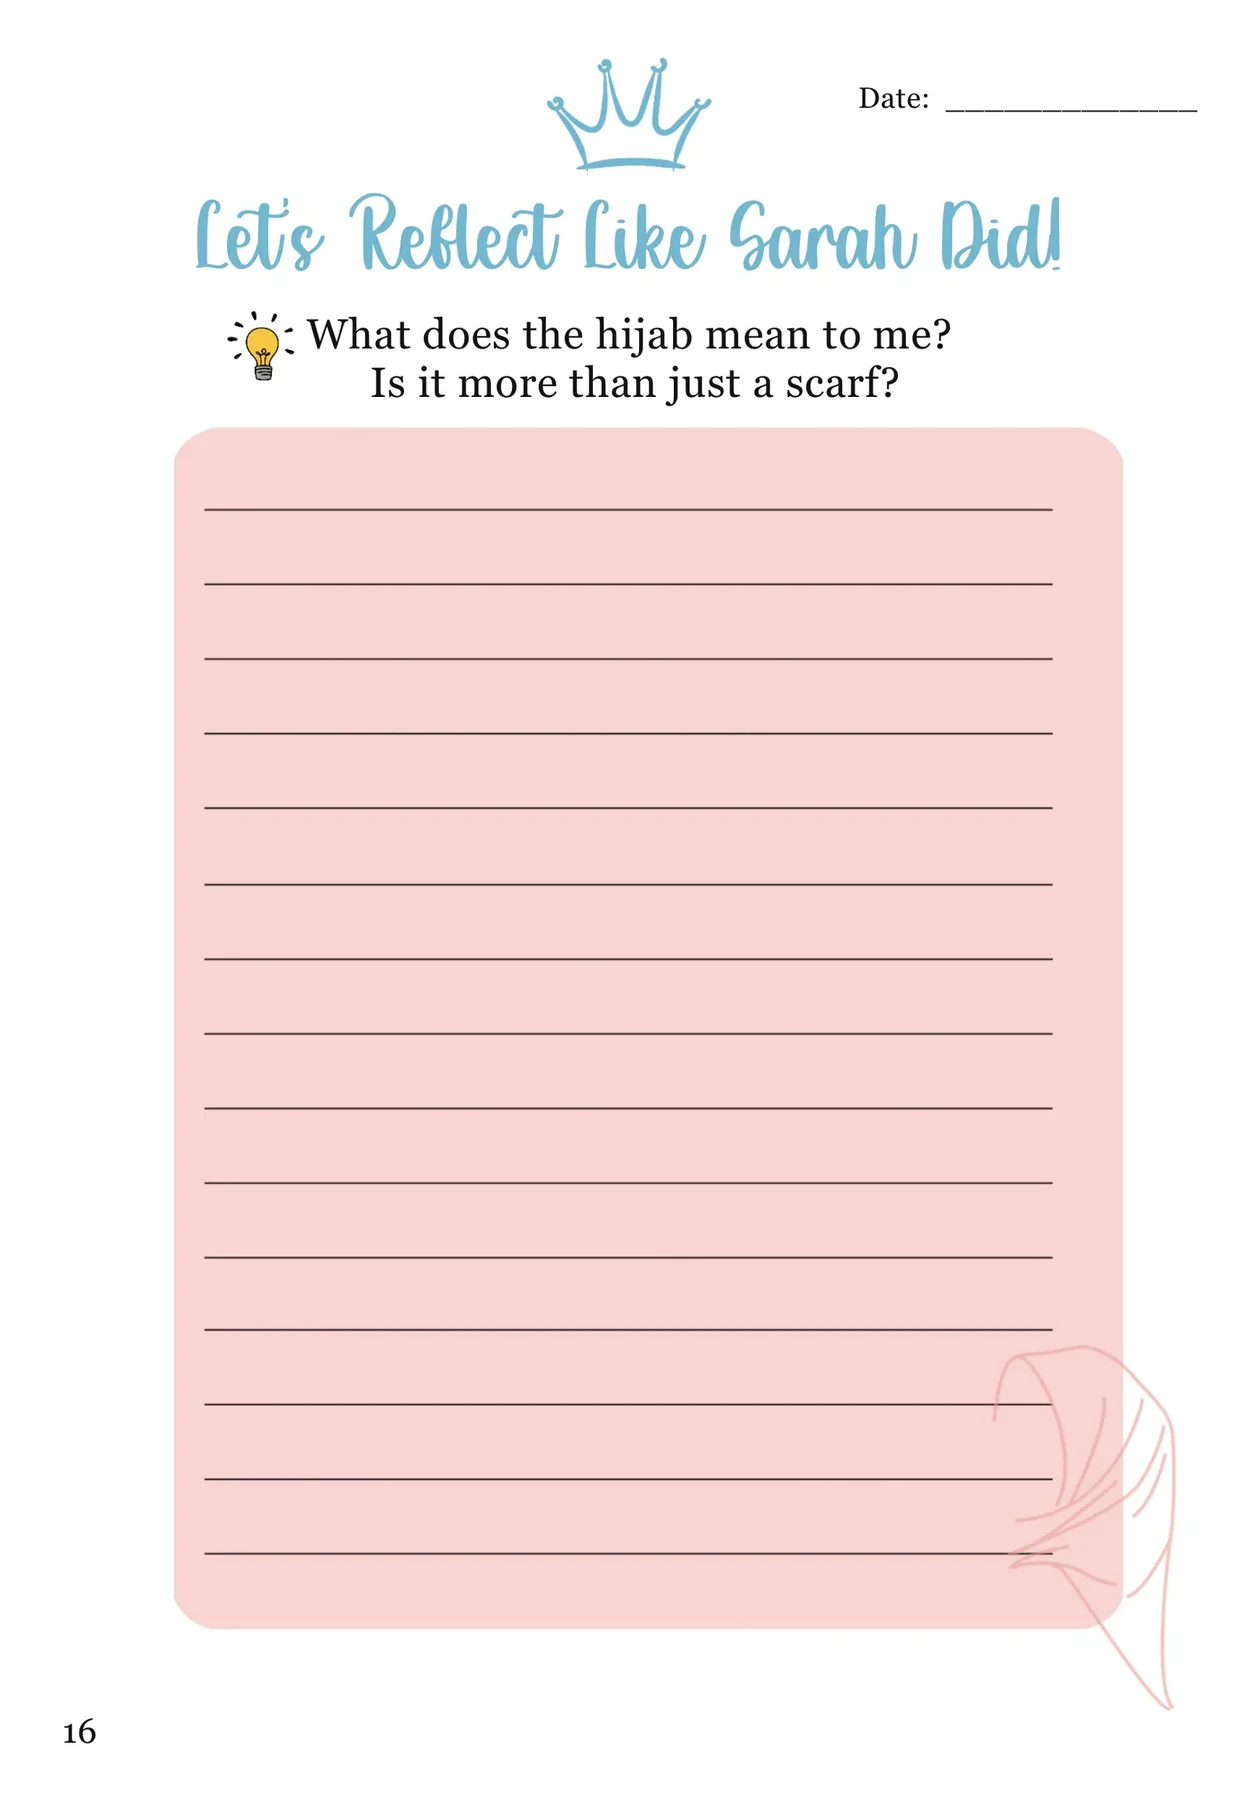 Date: _____________
Let's Reflect Like Sarah Did!
What does the hijab mean to me?
Is it more than just a scarf?
16